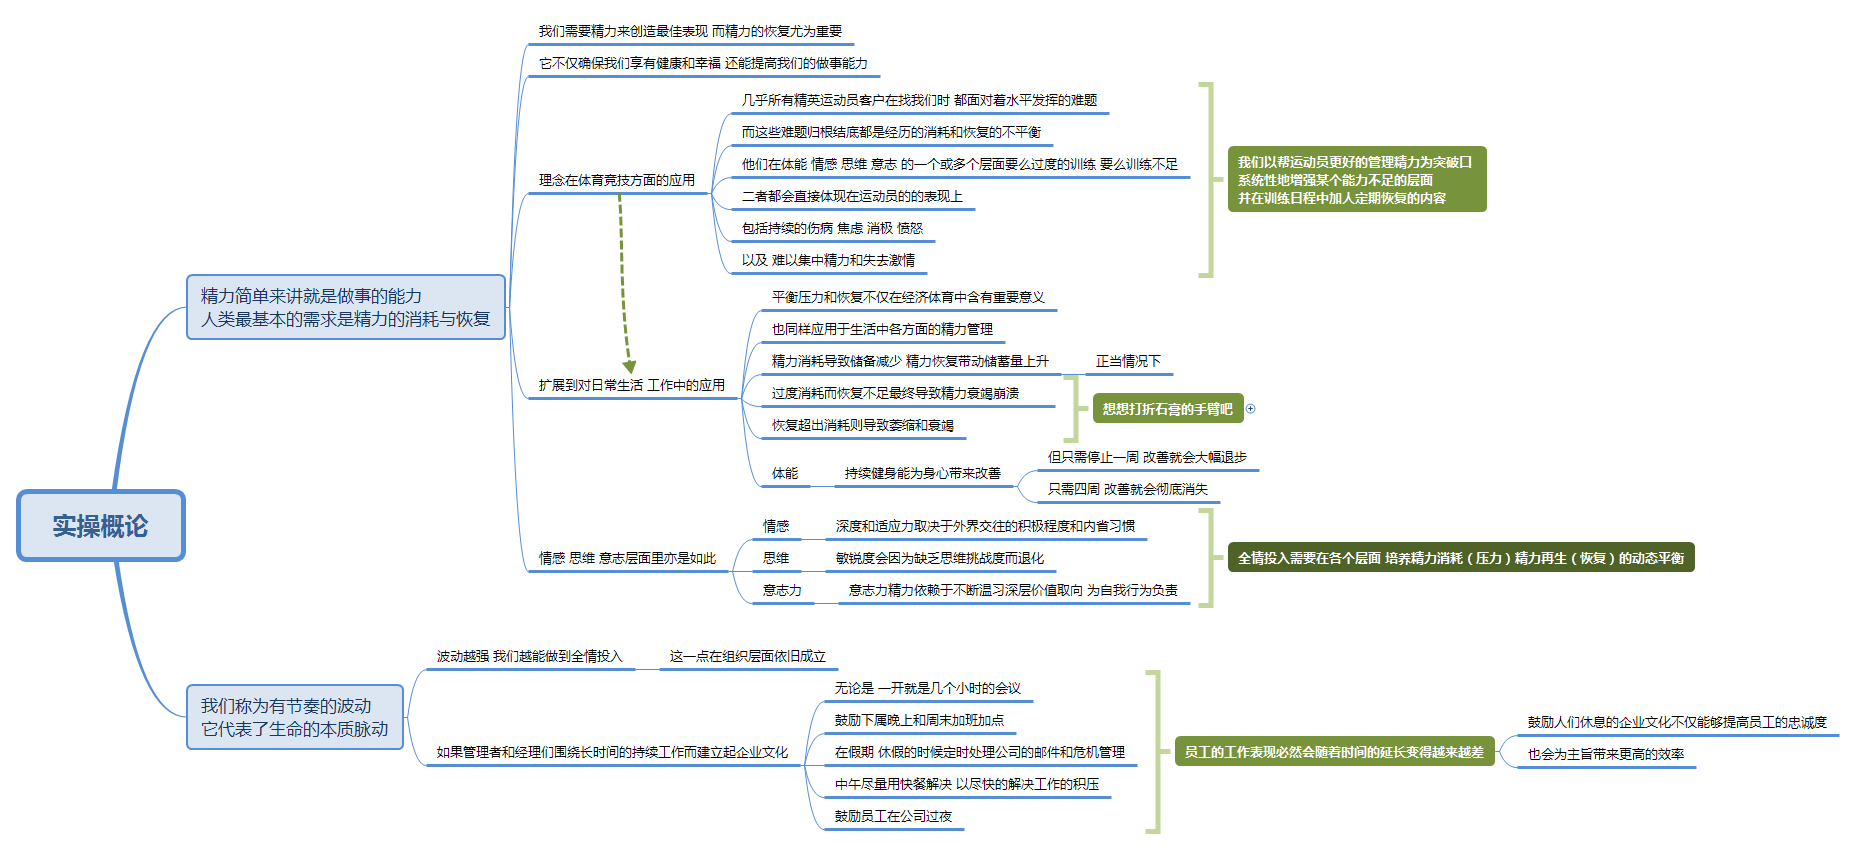 实操概论
精力简单来讲就是做事的能力
人类最基本的需求是精力的消耗与恢复
我们需要精力来创造最佳表现 而精力的恢复尤为重要
它不仅确保我们享有健康和幸福 还能提高我们的做事能力
理念在体育竞技方面的应用
几乎所有精英运动员客户在找我们时 都面对着水平发挥的难题
而这些难题归根结底都是经历的消耗和恢复的不平衡
他们在体能 情感 思维 意志 的一个或多个层面要么过度的训练 要么训练不足
二者都会直接体现在运动员的的表现上
包括持续的伤病 焦虑 消极 愤怒
以及 难以集中精力和失去激情
我们以帮运动员更好的管理精力为突破口
系统性地增强某个能力不足的层面
并在训练日程中加人定期恢复的内容
扩展到对日常生活 工作中的应用
平衡压力和恢复不仅在经济体育中含有重要意义
也同样应用于生活中各方面的精力管理
精力消耗导致储备减少 精力恢复带动储蓄量上升
正当情况下
过度消耗而恢复不足最终导致精力衰竭崩溃
恢复超出消耗则导致萎缩和衰竭
想想打折石膏的手臂吧
体能
持续健身能为身心带来改善
但只需停止一周 改善就会大幅退步
只需四周 改善就会彻底消失
情感 思维 意志层面里亦是如此
情感
深度和适应力取决于外界交往的积极程度和内省习惯
思维
敏锐度会因为缺乏思维挑战度而退化
意志力
意志力精力依赖于不断温习深层价值取向 为自我行为负责
全情投入需要在各个层面 培养精力消耗（压力）精力再生（恢复）的动态平衡
我们称为有节奏的波动
它代表了生命的本质脉动
波动越强 我们越能做到全情投入
这一点在组织层面依旧成立
如果管理者和经理们围绕长时间的持续工作而建立起企业文化
无论是 一开就是几个小时的会议
鼓励下属晚上和周末加班加点
在假期 休假的时候定时处理公司的邮件和危机管理
中午尽量用快餐解决 以尽快的解决工作的积压
鼓励员工在公司过夜
员工的工作表现必然会随着时间的延长变得越来越差
鼓励人们休息的企业文化不仅能够提高员工的忠诚度
也会为主旨带来更高的效率